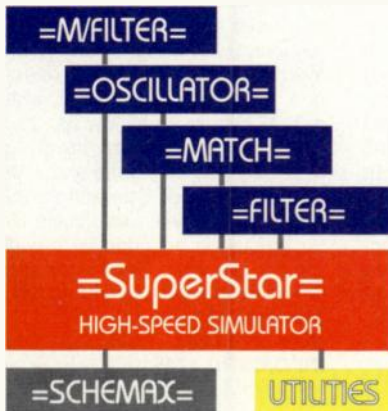 =M/FILTER=
=OSCILLATOR=
=MATCH=
=FILTER=
=SuperStar=
HIGH-SPEED SIMULATOR
=SCHEMAX=
UTILITIES